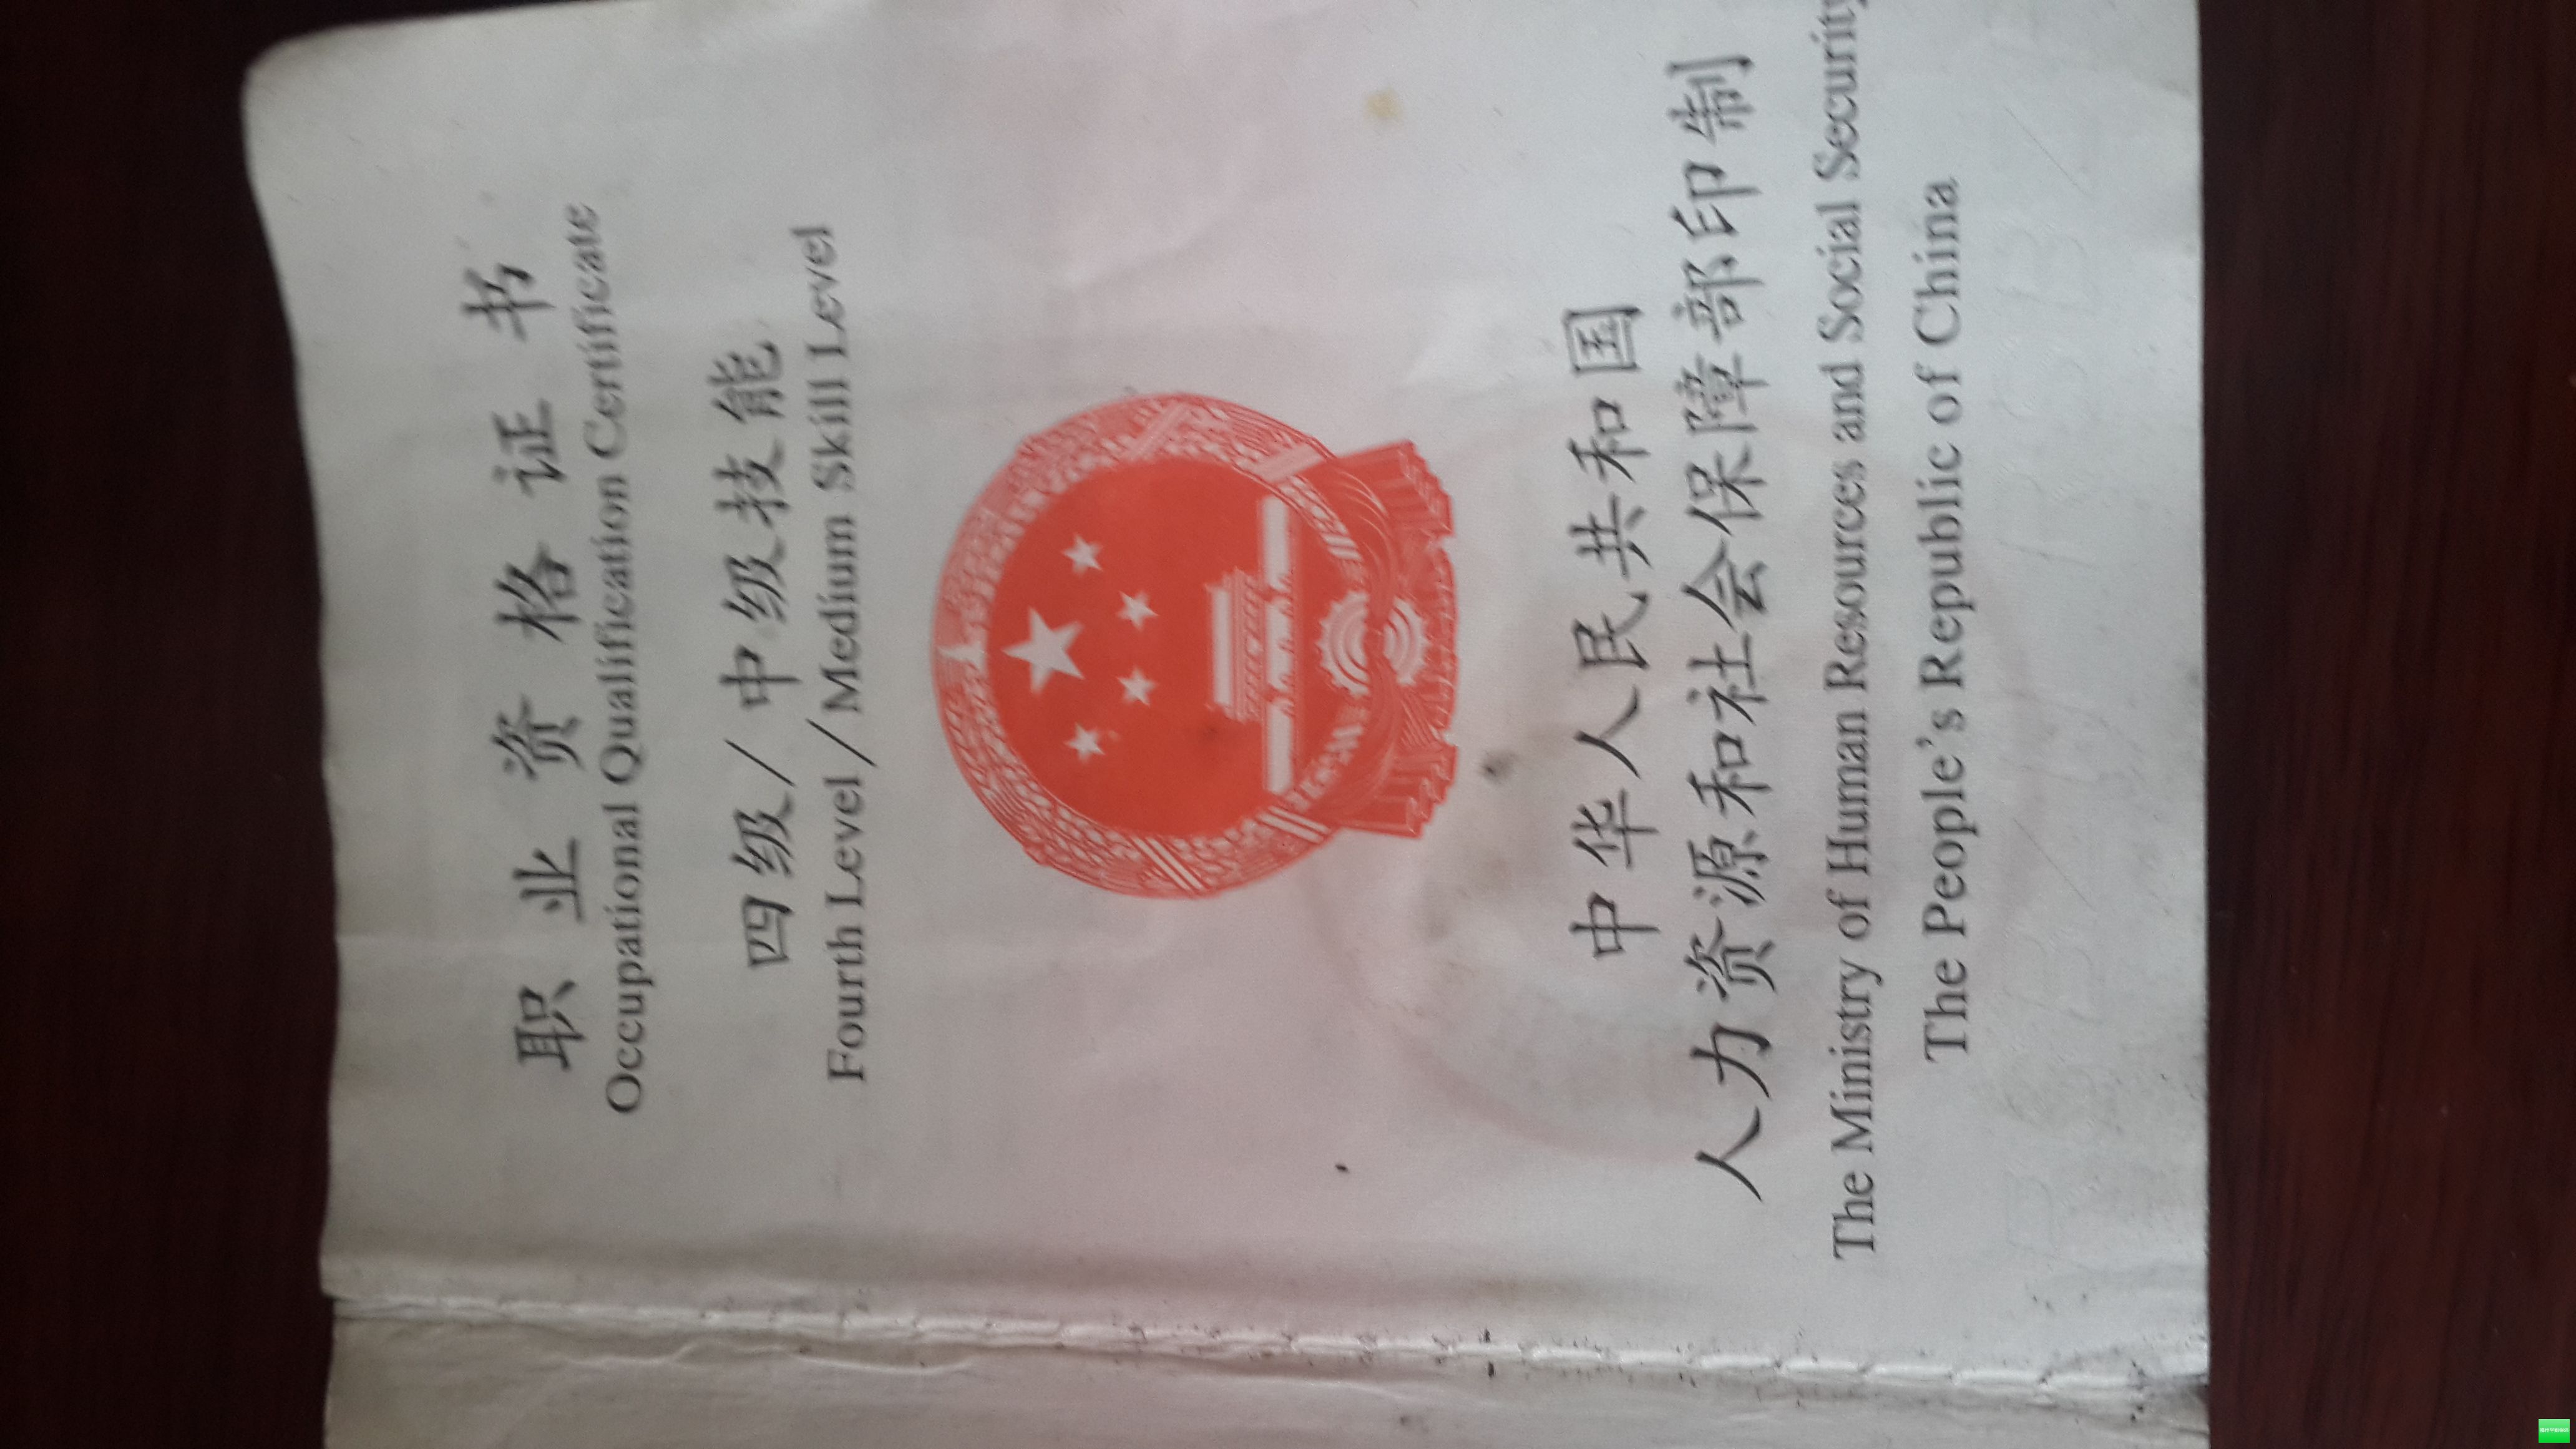 职业资格证书
Occupational Qualification Certificate
四级/中级技能
Fourth Level/Medium Skill Level
中华人民共和国
人力资源和社会保障部印制
The Ministry of Human Resources and Social Security
The People's Republic of China